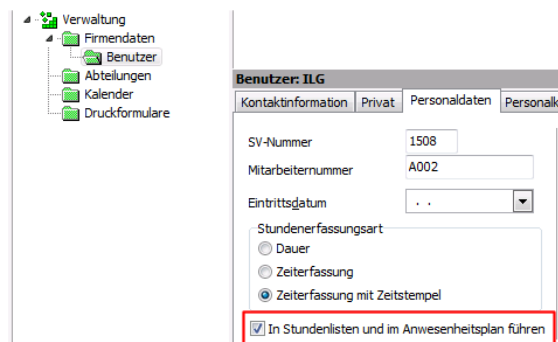 Verwaltung
Firmendaten
Benutzer
Abteilungen
Kalender
Druckformulare
Benutzer: ILG
Kontaktinformation Privat Personaldaten
SV-Nummer 1508
Mitarbeiternummer A002
Eintrittsdatum . .
Stundenerfassungsart
Dauer
Zeiterfassung
Zeiterfassung mit Zeitstempel
In Stundenlisten und im Anwesenheitsplan führen